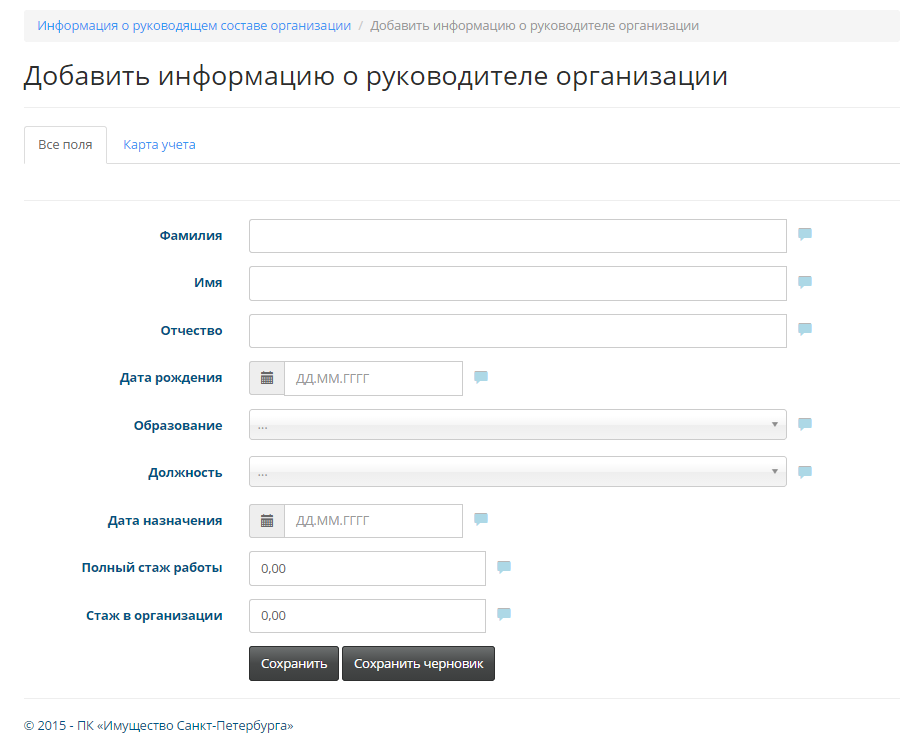 Информация о руководящем составе организации / Добавить информацию о руководителе организации
Добавить информацию о руководителе организации
Все поля Карта учета
Фамилия
Имя
Отчество
Дата рождения ДД.ММ.ГГГГ
Образование ...
Должность ...
Дата назначения ДД.ММ.ГГГГ
Полный стаж работы 0,00
Стаж в организации 0,00
Сохранить Сохранить черновик
© 2015 - ПК «Имущество Санкт-Петербурга»